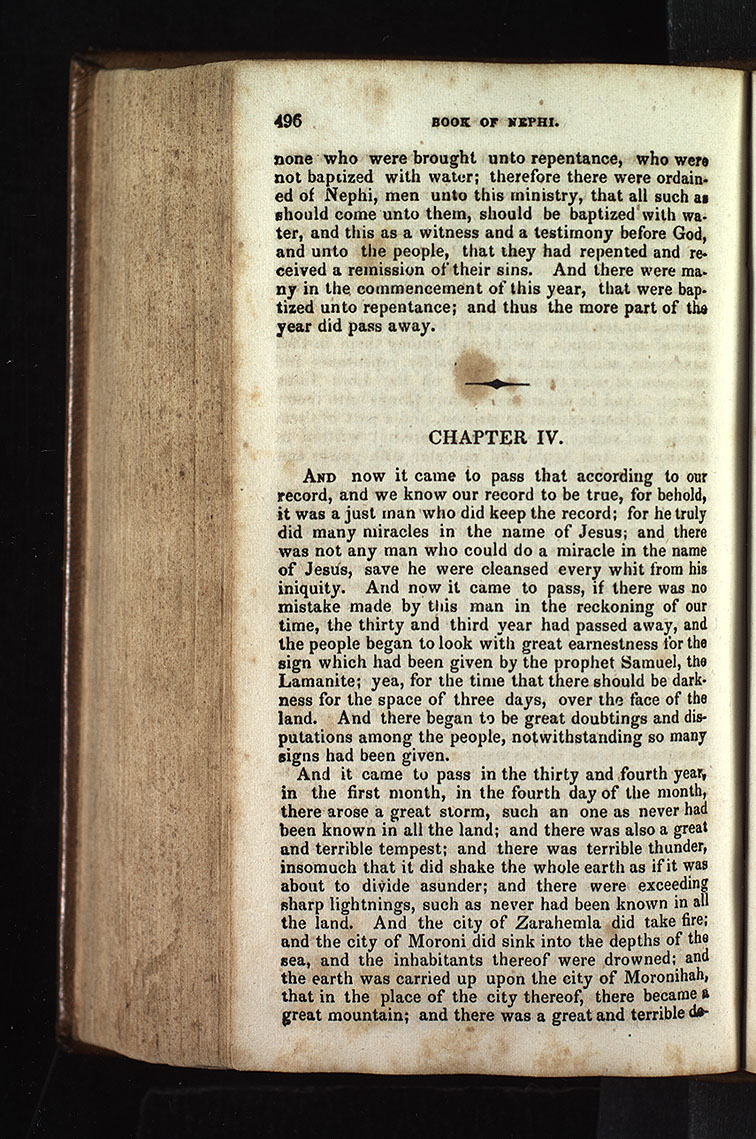 496 BOOK OF NEPHI.
none who were brought unto repentance, who were
not baptized with water; therefore there were ordain-
ed of Nephi, men unto this ministry, that all such as
should come unto them, should be baptized with wa-
ter, and this as a witness and a testimony before God,
and unto the people, that they had repented and re-
ceived a remission of their sins. And there were ma-
ny in the commencement of this year, that were bap-
tized unto repentance; and thus the more part of the
year did pass away.
CHAPTER IV.
AND now it came to pass that according to our
record, and we know our record to be true, for behold,
it was a just man who did keep the record; for he truly
did many miracles in the name of Jesus; and there
was not any man who could do a miracle in the name
of Jesus, save he were cleansed every whit from his
iniquity. And now it came to pass, if there was no
mistake made by this man in the reckoning of our
time, the thirty and third year had passed away, and
the people began to look with great earnestness for the
sign which had been given by the prophet Samuel, the
Lamanite; yea, for the time that there should be dark-
ness for the space of three days, over the face of the
land. And there began to be great doubtings and dis-
putations among the people, notwithstanding so many
signs had been given.
And it came to pass in the thirty and fourth year,
in the first month, in the fourth day of the month,
there arose a great storm, such an one as never had
been known in all the land; and there was also a great
and terrible tempest; and there was terrible thunder,
insomuch that it did shake the whole earth as if it was
about to divide asunder; and there were exceeding
sharp lightnings, such as never had been known in all
the land. And the city of Zarahemla did take fire;
and the city of Moroni did sink into the depths of the
sea, and the inhabitants thereof were drowned; and
the earth was carried up upon the city of Moronihah,
that in the place of the city thereof, there became a
great mountain; and there was a great and terrible de-